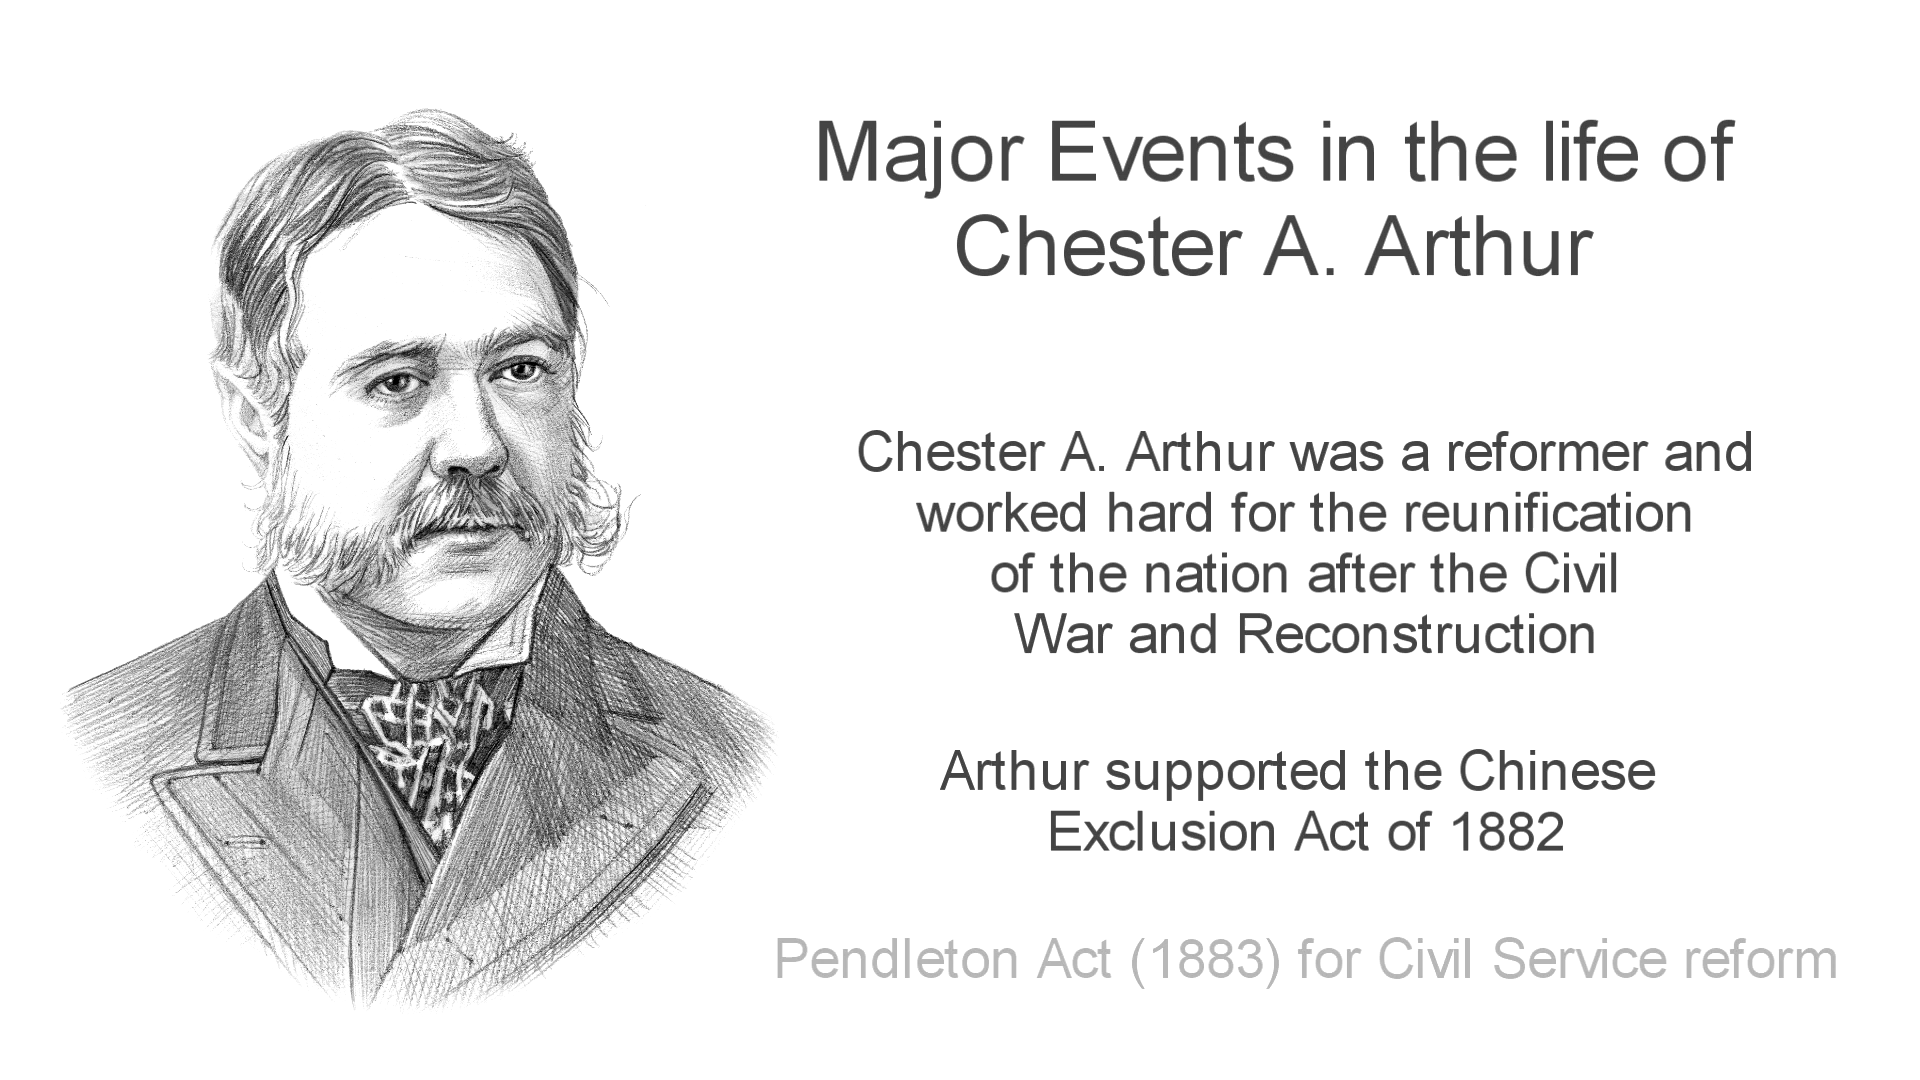 Major Events in the life of
Chester A. Arthur
Chester A. Arthur was a reformer and
worked hard for the reunification
of the nation after the Civil
War and Reconstruction
Arthur supported the Chinese
Exclusion Act of 1882
Pendleton Act (1883) for Civil Service reform